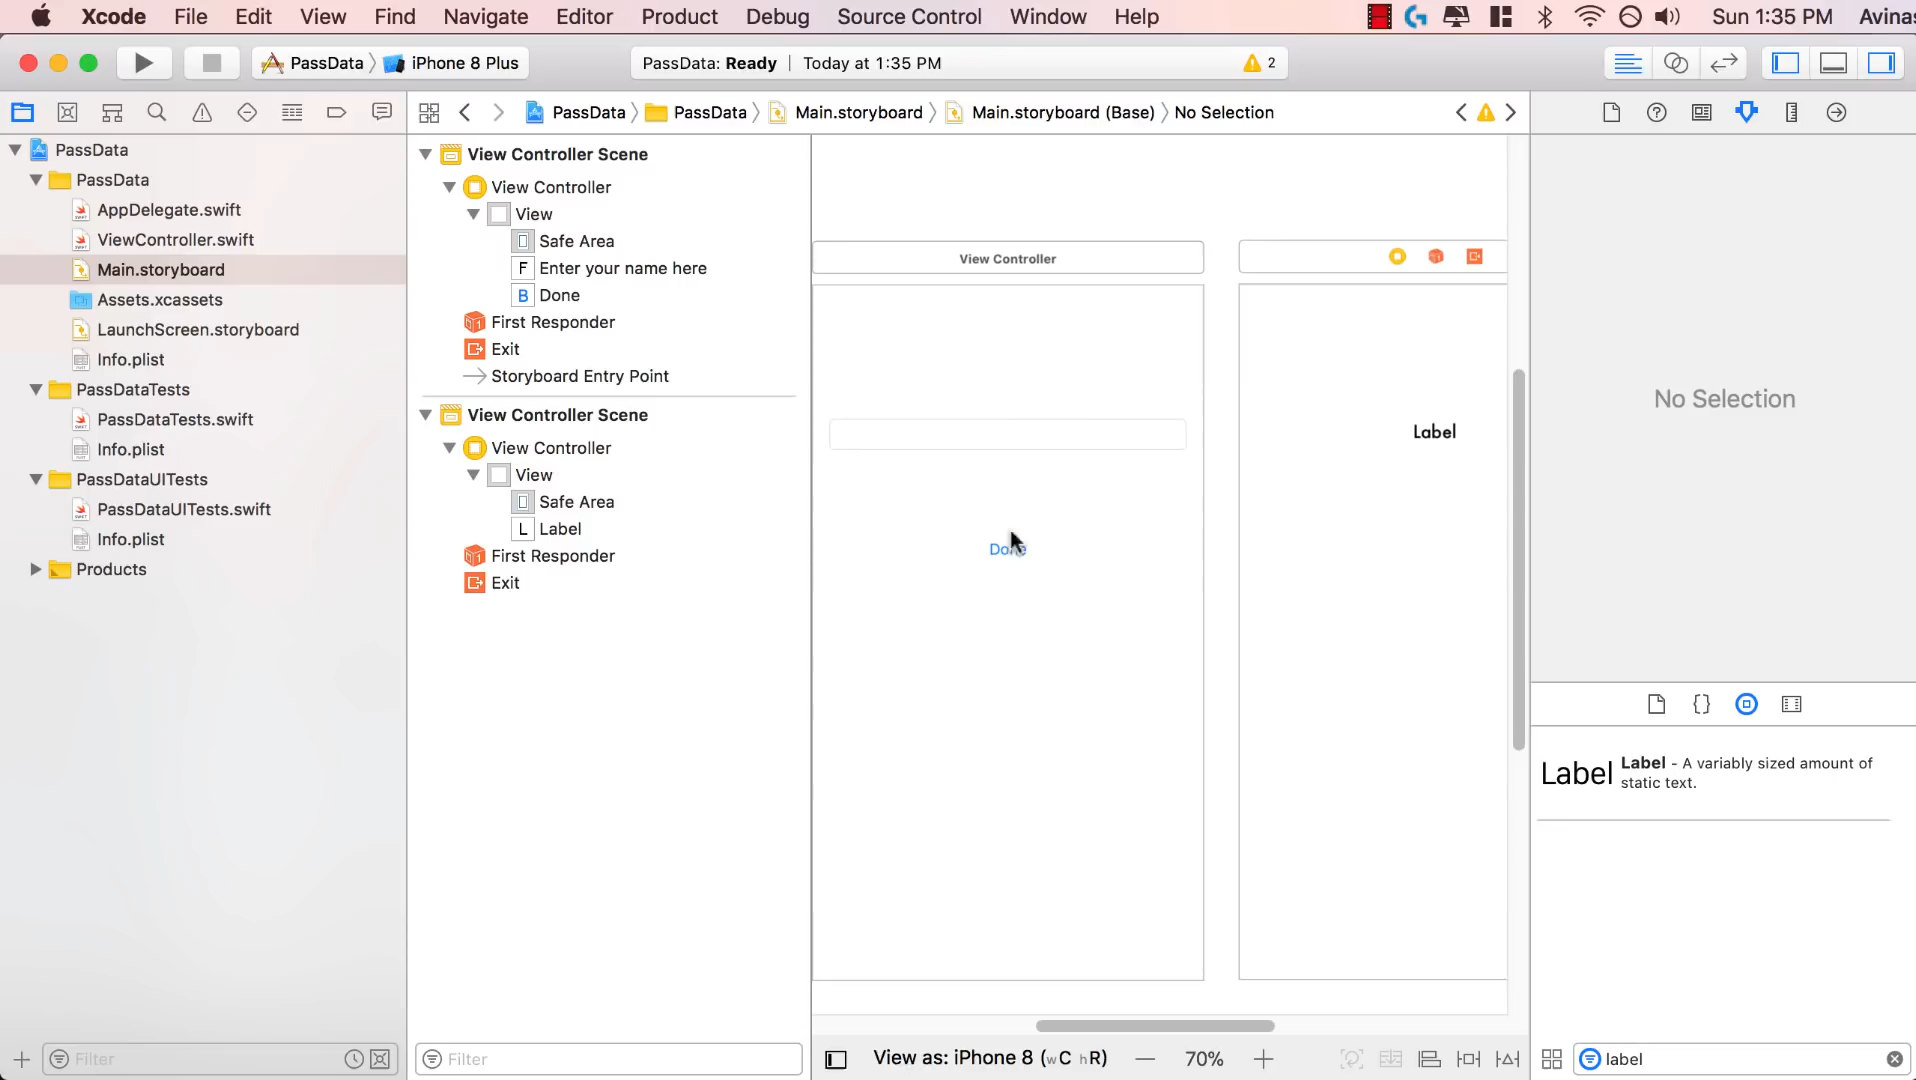 Xcode File Edit View Find Navigate Editor Product Debug Source Control Window Help Sun 1:35 PM Avinas
PassData iPhone 8 Plus PassData: Ready Today at 1:35 PM 2
PassData PassData Main.storyboard Main.storyboard (Base) No Selection
PassData
PassData
AppDelegate.swift
ViewController.swift
Main.storyboard
Assets.xcassets
LaunchScreen.storyboard
Info.plist
PassDataTests
PassDataTests.swift
Info.plist
PassDataUITests
PassDataUITests.swift
Info.plist
Products
Filter
View Controller Scene
View Controller
View
Safe Area
F Enter your name here
B Done
First Responder
Exit
Storyboard Entry Point
View Controller Scene
View Controller
View
Safe Area
L Label
First Responder
Exit
Filter
View Controller
Done
Label
View as: iPhone 8 (wC hR) 70%
No Selection
Label Label - A variably sized amount of
static text.
label